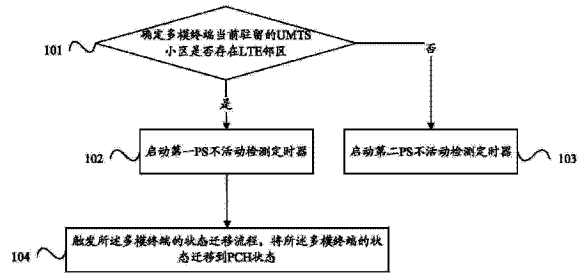 确定多模终端当前驻留的UMTS
小区是否存在LTE邻区
101
否
是
102
启动第一PS不活动检测定时器
启动第二PS不活动检测定时器
103
触发所述多模终端的状态迁移流程，将所述多模终端的状
态迁移到PCH状态
104